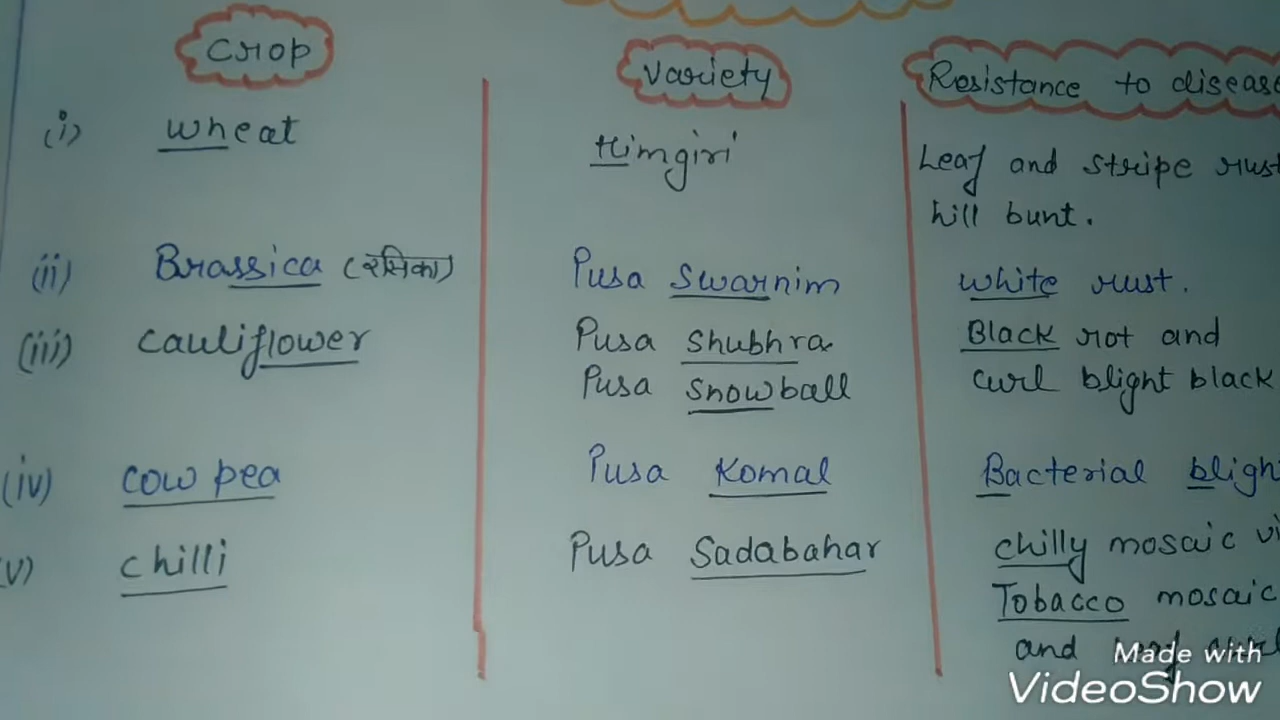 Crop Variety Resistance to disease
(i) wheat Himgiri Leaf and stripe rust
hill bunt.
(ii) Brassica (रसिका) Pusa Swarnim white rust.
(iii) cauliflower Pusa Shubhra Black rot and
Pusa Snowball curl blight black
(iv) cow pea Pusa Komal Bacterial bligh
(v) chilli Pusa Sadabahar chilly mosaic vi
Tobacco mosaic
and
Made with
VideoShow